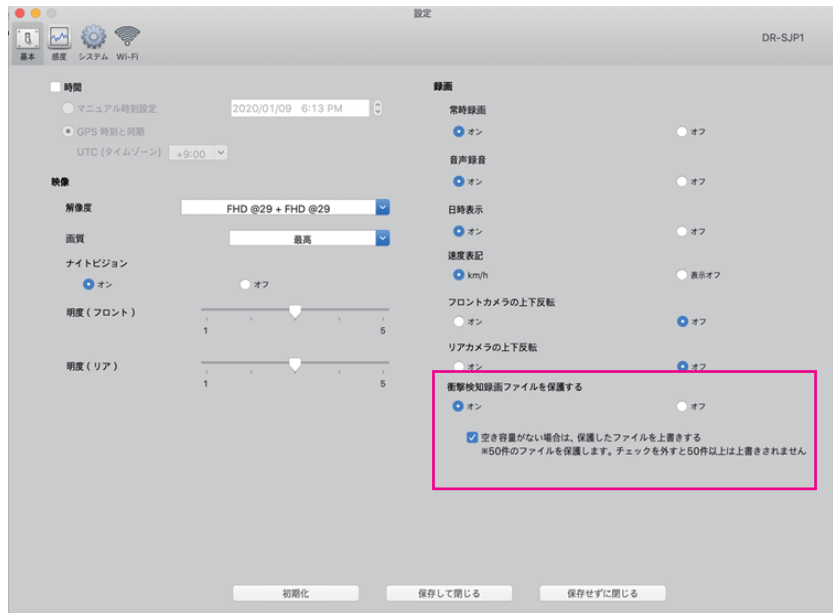 設定
基本
感度
システム
Wi-Fi
DR-SJP1
時間
マニュアル時刻設定
2020/01/09 6:13 PM
GPS 時刻と同期
UTC (タイムゾーン)
+9:00
映像
解像度
FHD @29 + FHD @29
画質
最高
ナイトビジョン
オン
オフ
明度 ( フロント )
1
5
明度 ( リア )
1
5
録画
常時録画
オン
オフ
音声録音
オン
オフ
日時表示
オン
オフ
速度表記
km/h
表示オフ
フロントカメラの上下反転
オン
オフ
リアカメラの上下反転
オン
オフ
衝撃検知録画ファイルを保護する
オン
オフ
空き容量がない場合は、保護したファイルを上書きする
※50件のファイルを保護します。チェックを外すと50件以上は上書きされません
初期化
保存して閉じる
保存せずに閉じる